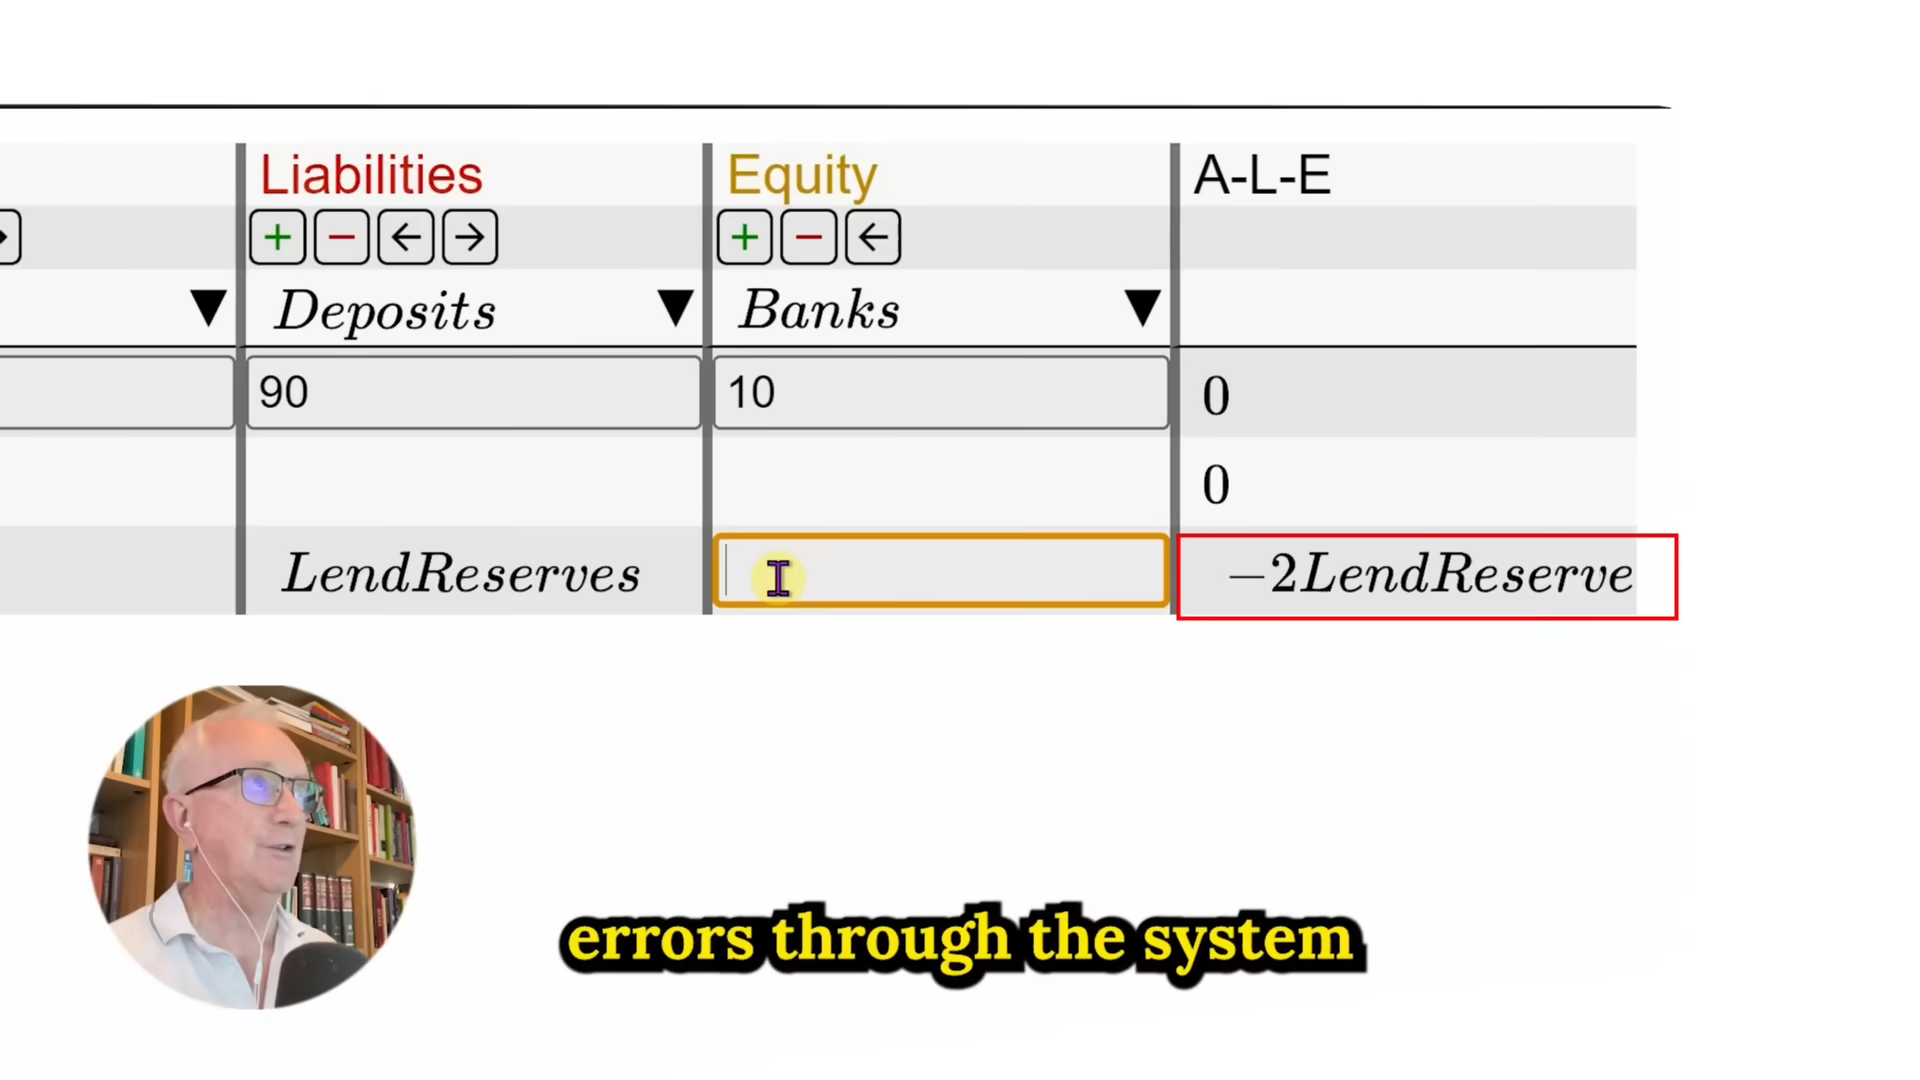 Liabilities Equity A-L-E
+ − ← → + − ←
▼ Deposits ▼ Banks ▼
90 10 0
0
LendReserves −2LendReserve
errors through the system